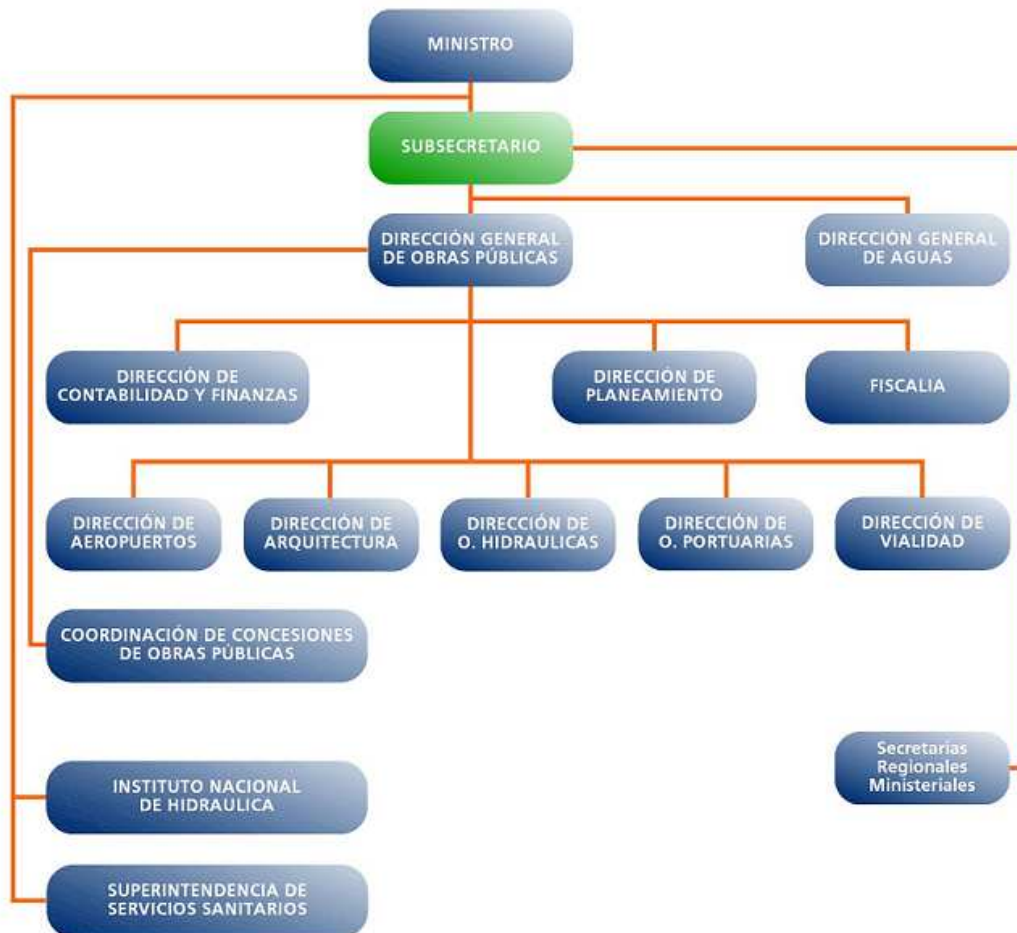 MINISTRO
SUBSECRETARIO
DIRECCIÓN GENERAL
DE OBRAS PÚBLICAS
DIRECCIÓN GENERAL
DE AGUAS
DIRECCIÓN DE
CONTABILIDAD Y FINANZAS
DIRECCIÓN DE
PLANEAMIENTO
FISCALIA
DIRECCIÓN DE
AEROPUERTOS
DIRECCIÓN DE
ARQUITECTURA
DIRECCIÓN DE
O. HIDRAULICAS
DIRECCIÓN DE
O. PORTUARIAS
DIRECCIÓN DE
VIALIDAD
COORDINACIÓN DE CONCESIONES
DE OBRAS PÚBLICAS
Secretarías
Regionales
Ministeriales
INSTITUTO NACIONAL
DE HIDRAULICA
SUPERINTENDENCIA DE
SERVICIOS SANITARIOS